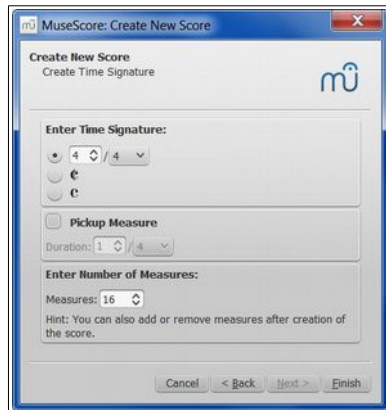 mü MuseScore: Create New Score
Create New Score
Create Time Signature
mü
Enter Time Signature:
4 / 4
¢
c
Pickup Measure
Duration: 1 / 4
Enter Number of Measures:
Measures: 16
Hint: You can also add or remove measures after creation of
the score.
Cancel < Back Next > Finish